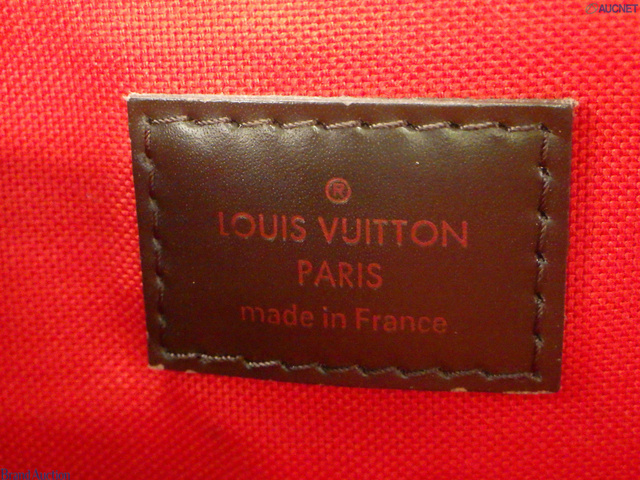 AUCNET
®
LOUIS VUITTON
PARIS
made in France